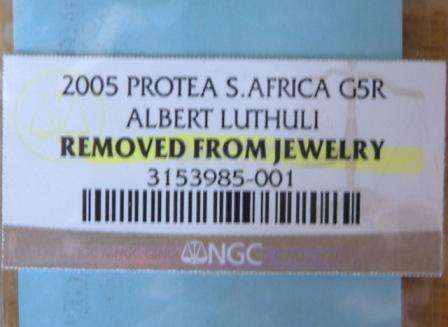 2005 PROTEA S.AFRICA G5R
ALBERT LUTHULI
REMOVED FROM JEWELRY
3153985-001
NGC